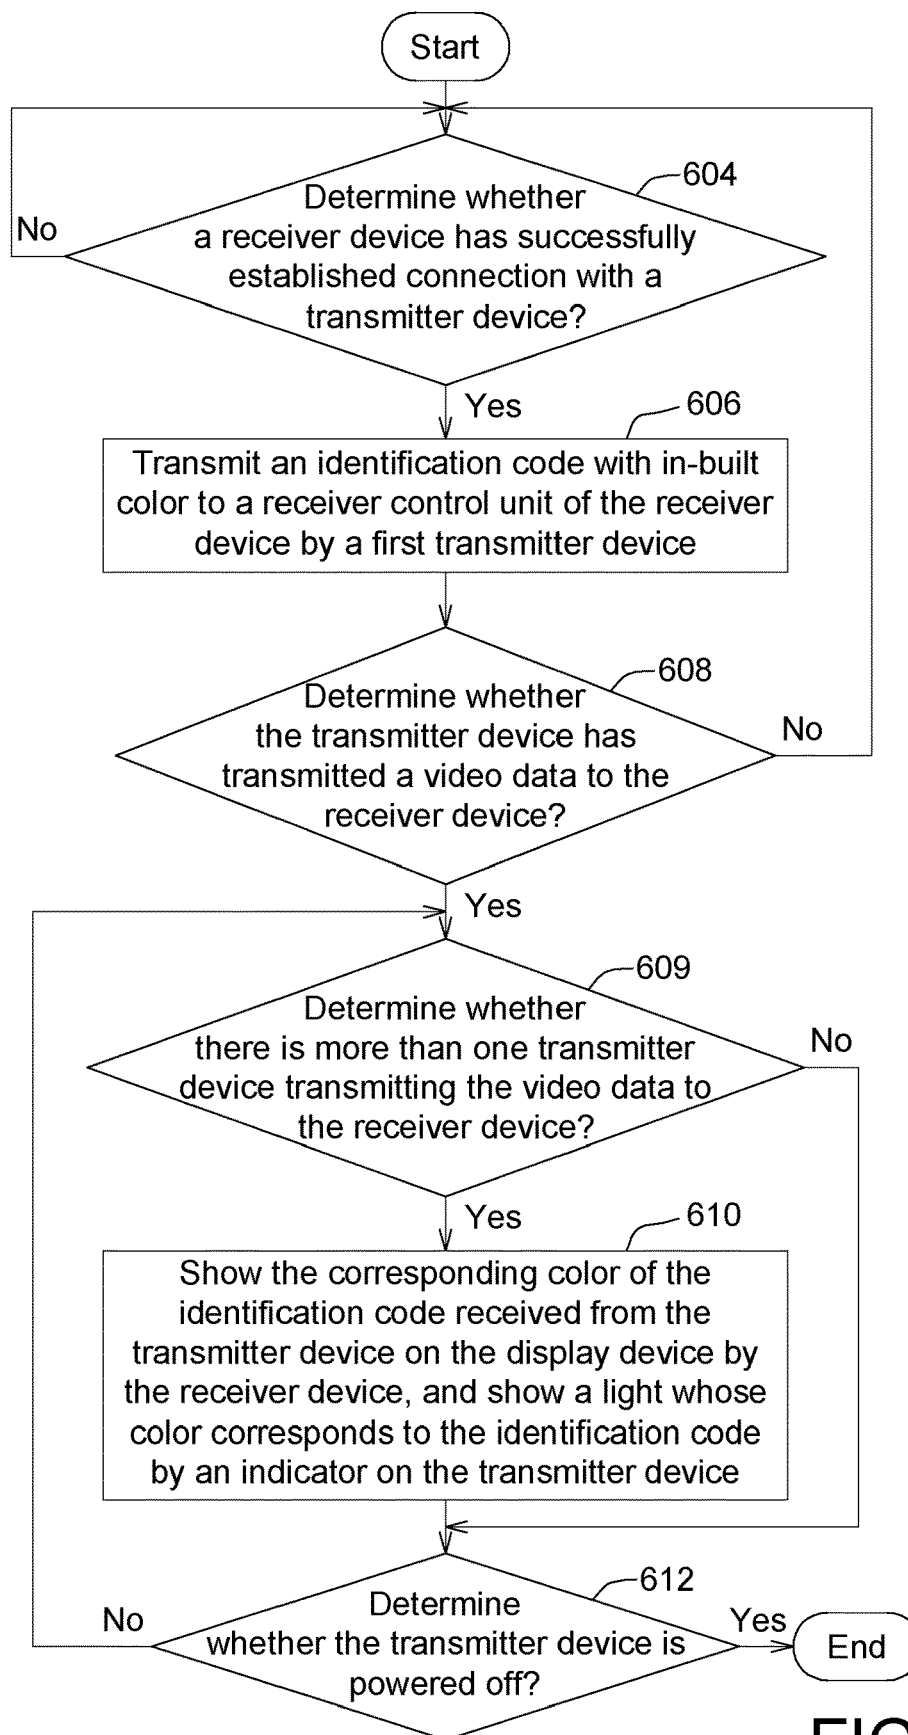 Start
604
Determine whether
a receiver device has successfully
established connection with a
transmitter device?
No
Yes
606
Transmit an identification code with in-built
color to a receiver control unit of the receiver
device by a first transmitter device
608
Determine whether
the transmitter device has
transmitted a video data to the
receiver device?
No
Yes
609
Determine whether
there is more than one transmitter
device transmitting the video data to
the receiver device?
No
Yes
610
Show the corresponding color of the
identification code received from the
transmitter device on the display device by
the receiver device, and show a light whose
color corresponds to the identification code
by an indicator on the transmitter device
612
Determine
whether the transmitter device is
powered off?
No
Yes
End